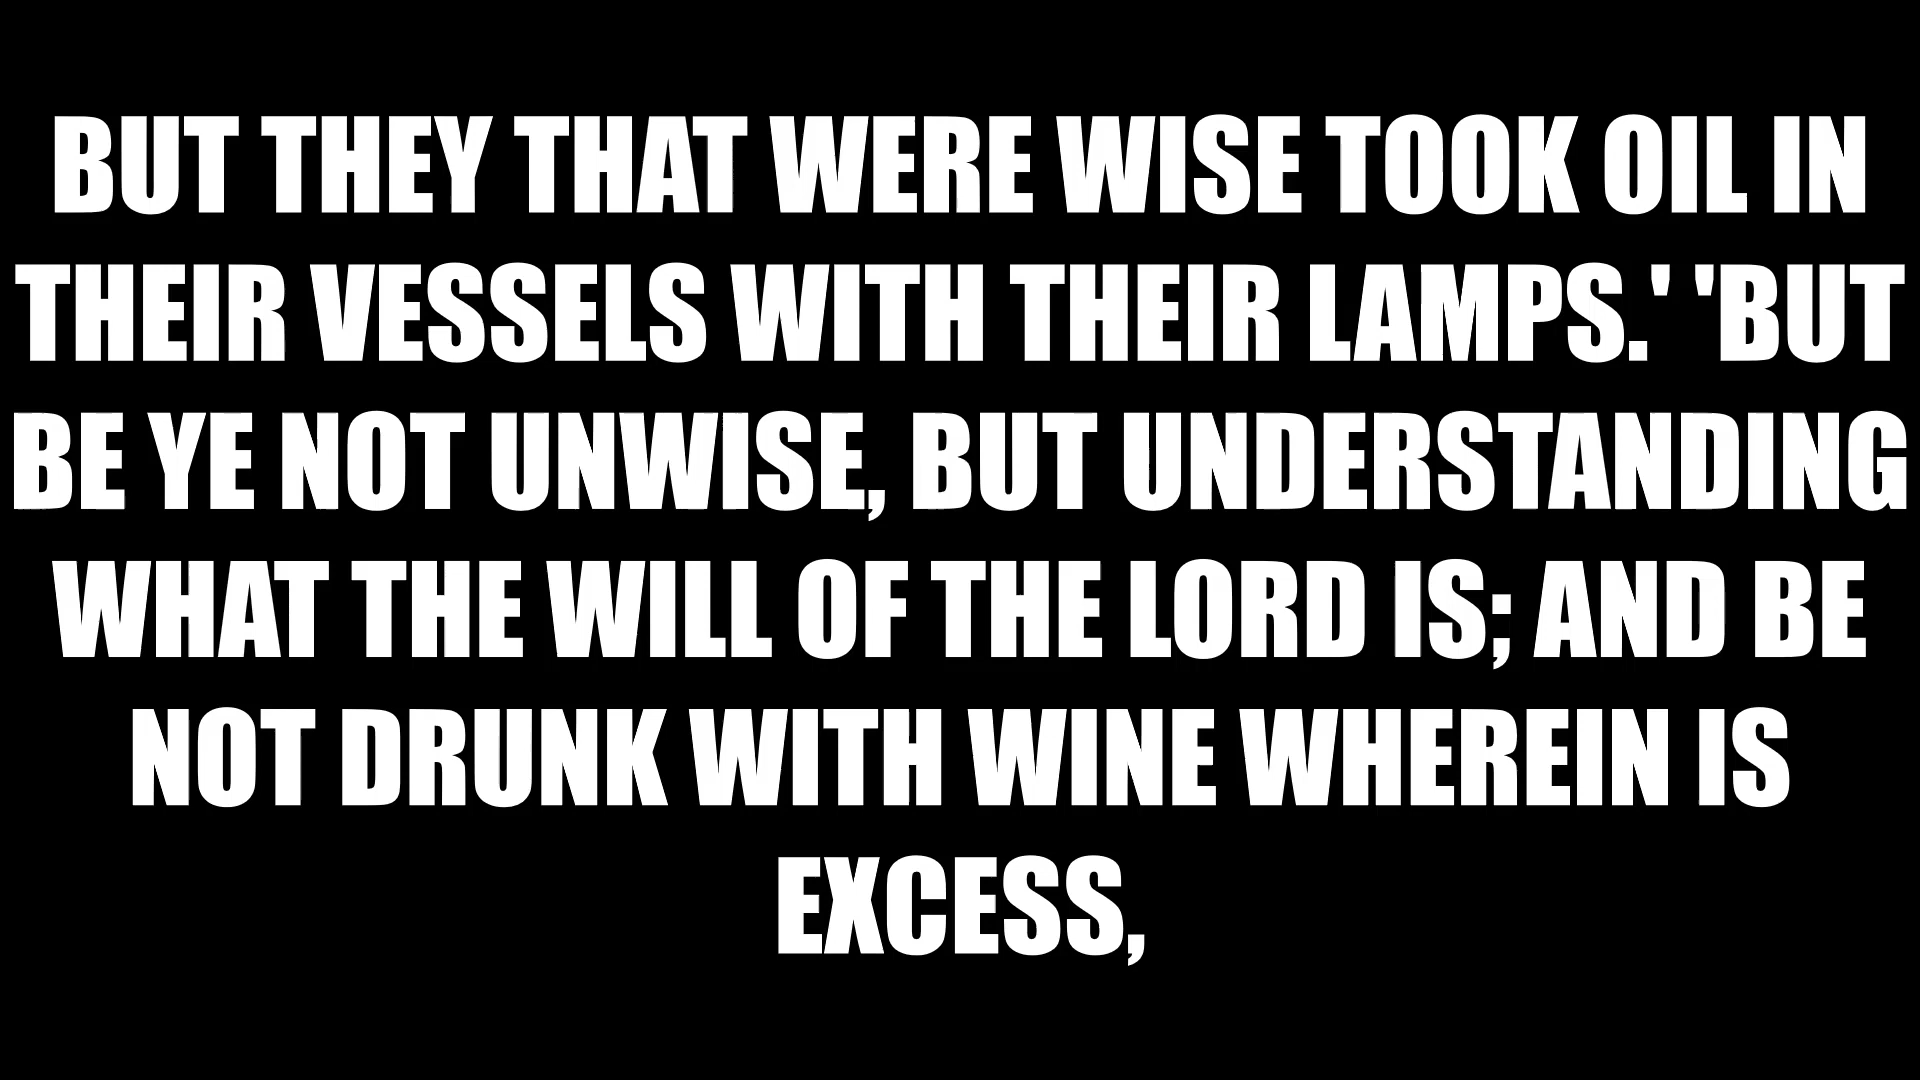 BUT THEY THAT WERE WISE TOOK OIL IN
THEIR VESSELS WITH THEIR LAMPS.' 'BUT
BE YE NOT UNWISE, BUT UNDERSTANDING
WHAT THE WILL OF THE LORD IS; AND BE
NOT DRUNK WITH WINE WHEREIN IS
EXCESS,